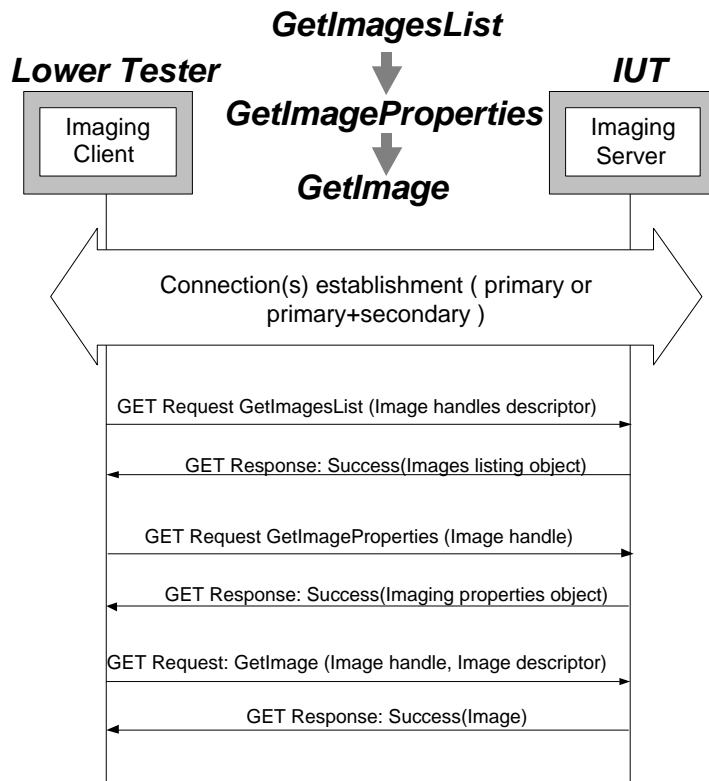 GetImagesList
Lower Tester
IUT
GetImageProperties
Imaging
Client
Imaging
Server
GetImage
Connection(s) establishment ( primary or
primary+secondary )
GET Request GetImagesList (Image handles descriptor)
GET Response: Success(Images listing object)
GET Request GetImageProperties (Image handle)
GET Response: Success(Imaging properties object)
GET Request: GetImage (Image handle, Image descriptor)
GET Response: Success(Image)